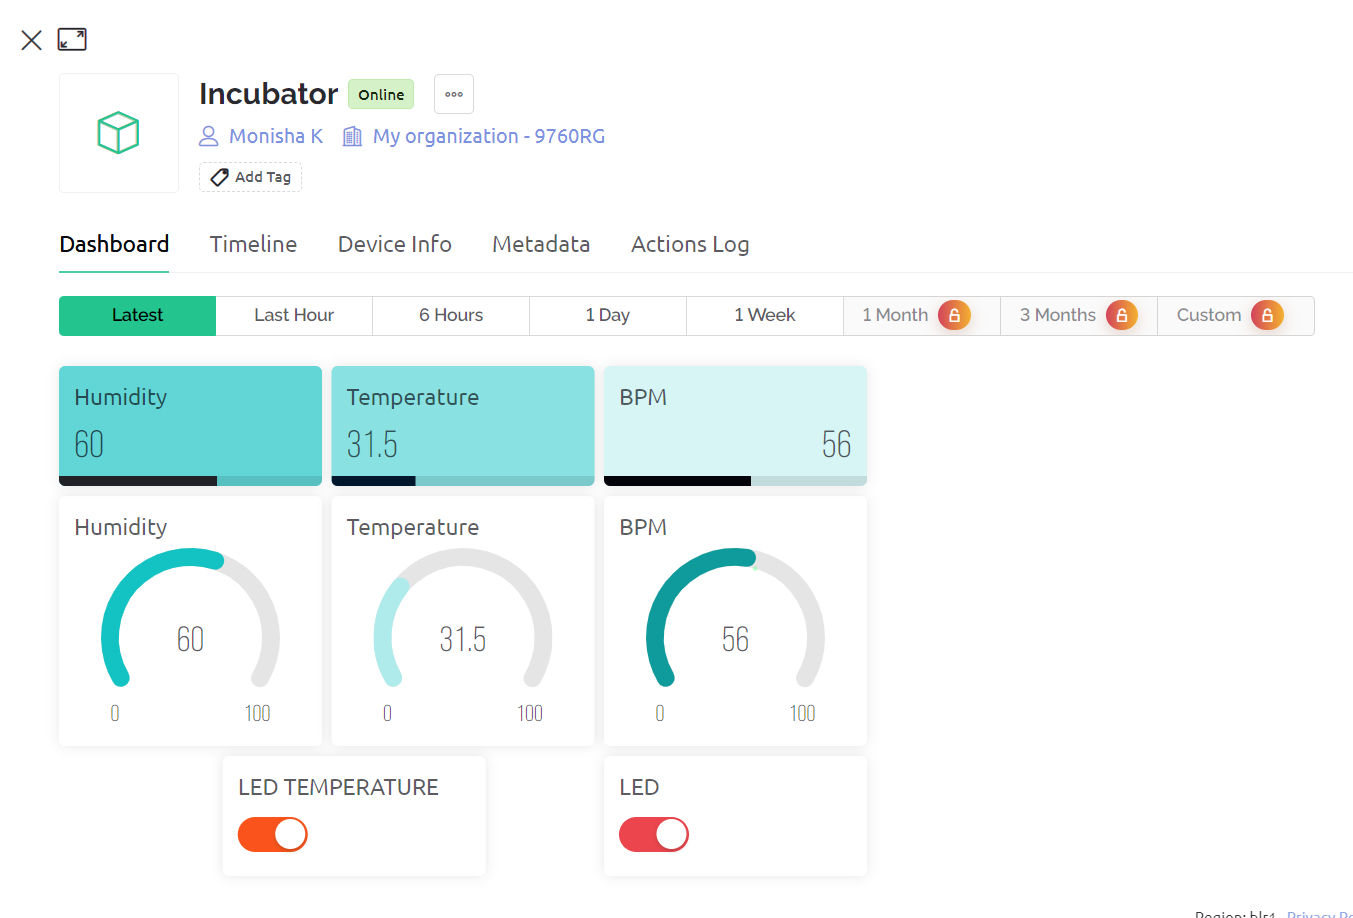 Incubator Online
Monisha K My organization - 9760RG
Add Tag
Dashboard Timeline Device Info Metadata Actions Log
Latest Last Hour 6 Hours 1 Day 1 Week 1 Month 3 Months Custom
Humidity Temperature BPM
60 31.5 56
Humidity Temperature BPM
60 31.5 56
0 100 0 100 0 100
LED TEMPERATURE LED
Region: blr1 Privacy